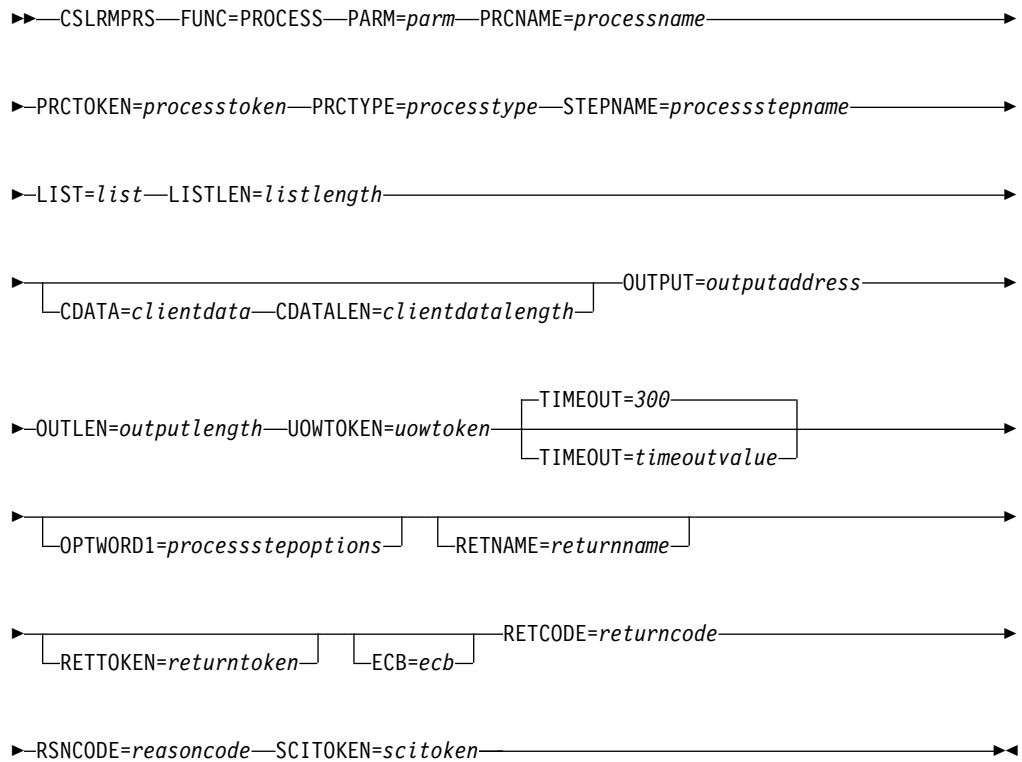 CSLRMPRS FUNC=PROCESS PARM=parm PRCNAME=processname
PRCTOKEN=processtoken PRCTYPE=processtype STEPNAME=processstepname
LIST=list LISTLEN=listlength
OUTPUT=outputaddress
CDATA=clientdata CDATALEN=clientdatalength
TIMEOUT=300
OUTLEN=outputlength UOWTOKEN=uowtoken
TIMEOUT=timeoutvalue
OPTWORD1=processstepoptions RETNAME=returnname
RETCODE=returncode
RETTOKEN=returntoken ECB=ecb
RSNCODE=reasoncode SCITOKEN=scitoken